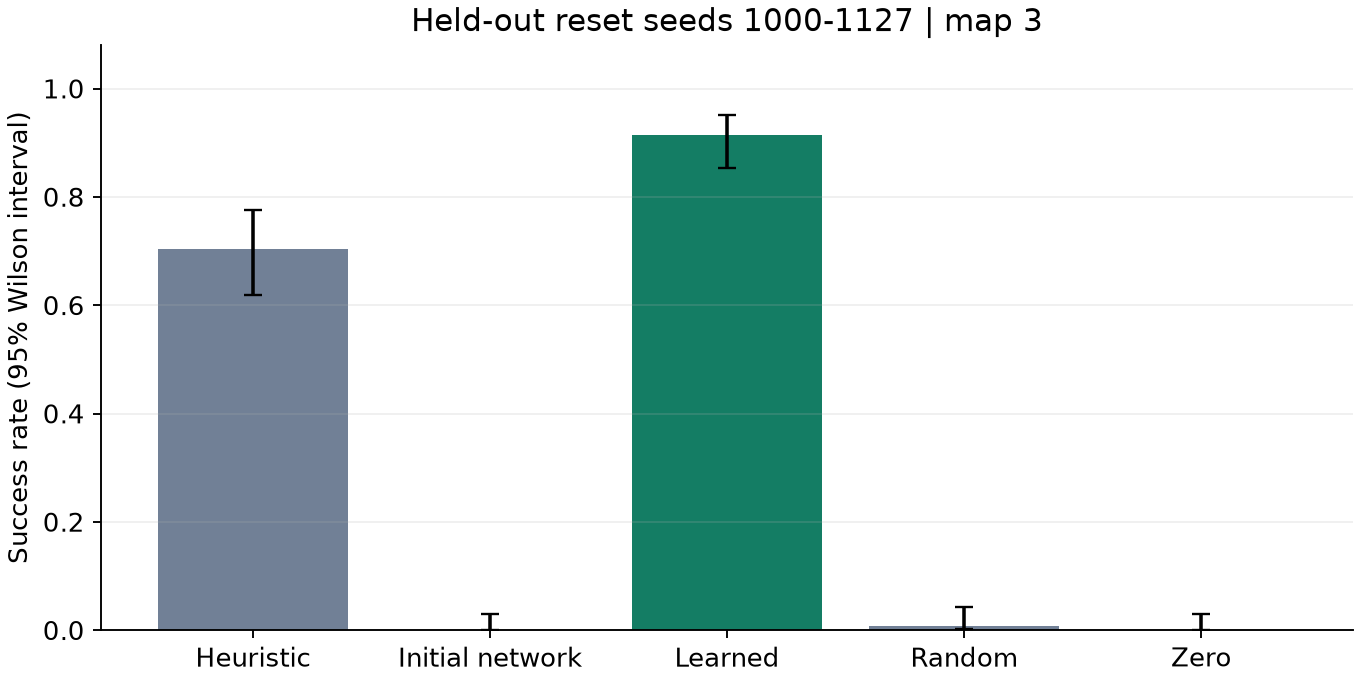 Held-out reset seeds 1000-1127 | map 3
Success rate (95% Wilson interval)
1.0
0.8
0.6
0.4
0.2
0.0
Heuristic
Initial network
Learned
Random
Zero